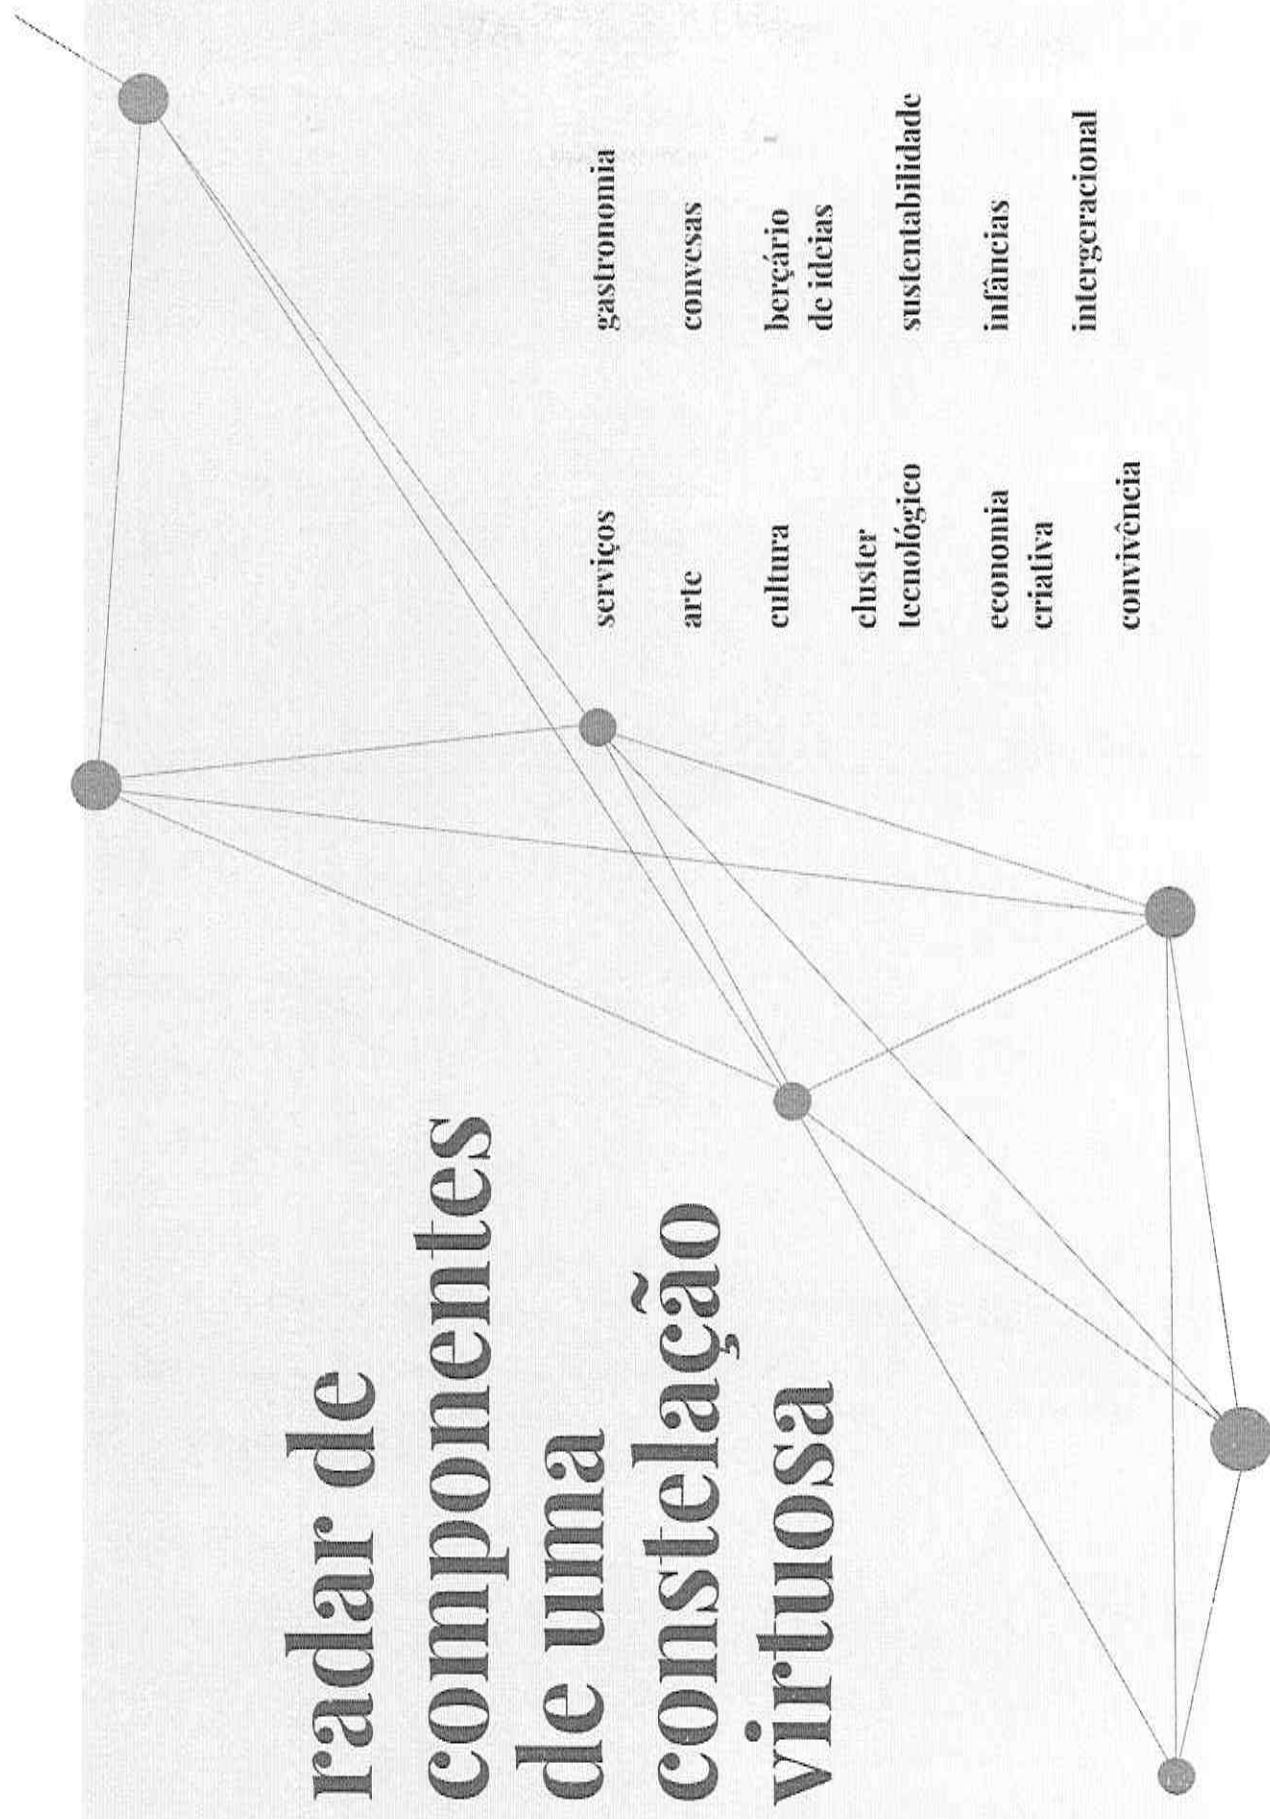 radar de
componentes
de uma
constelação
virtuosa
serviços
arte
cultura
cluster
tecnológico
economia
criativa
convivência
gastronomia
convesas
berçário
de ideias
sustentabilidade
infâncias
intergeracional